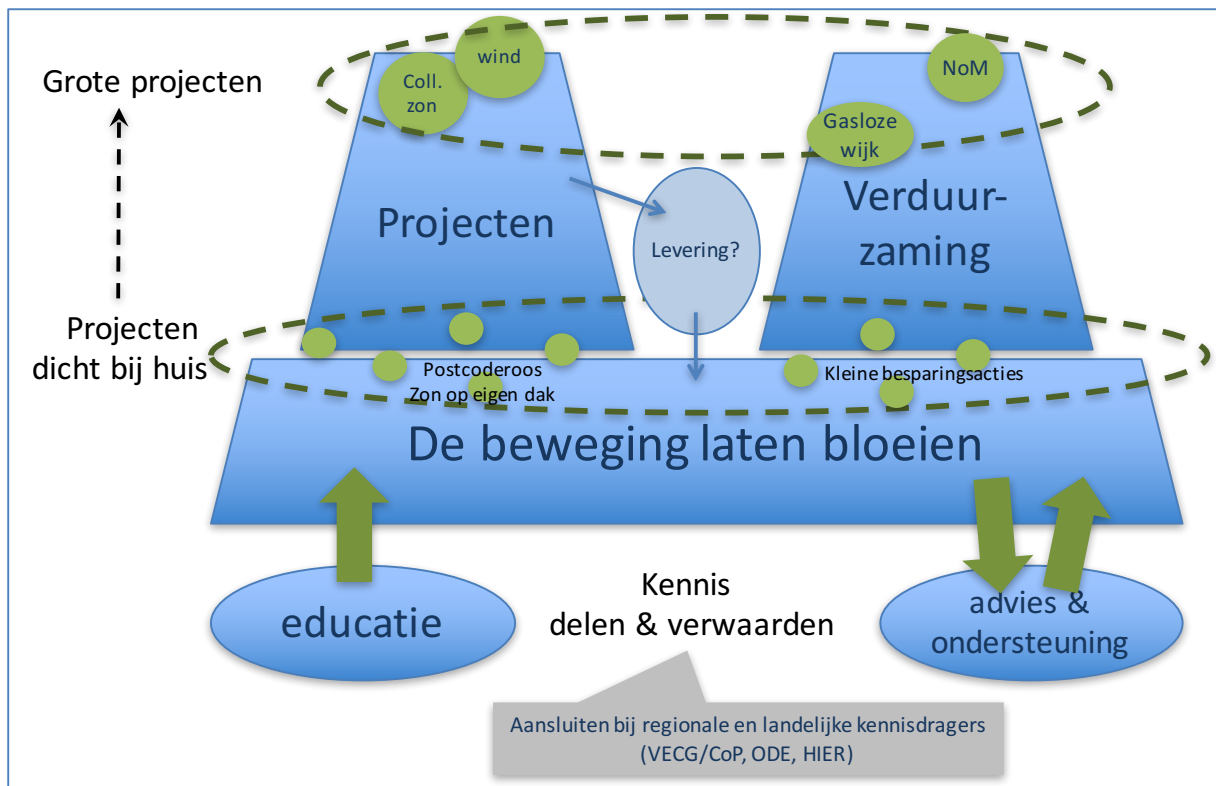 wind
NoM
Coll.
zon
Grote projecten
Gasloze
wijk
Projecten
Verduur-
zaming
Levering?
Projecten
dicht bij huis
Postcoderoos
Zon op eigen dak
Kleine besparingsacties
De beweging laten bloeien
educatie
Kennis
delen & verwaarden
advies &
ondersteuning
Aansluiten bij regionale en landelijke kennisdragers
(VECG/CoP, ODE, HIER)